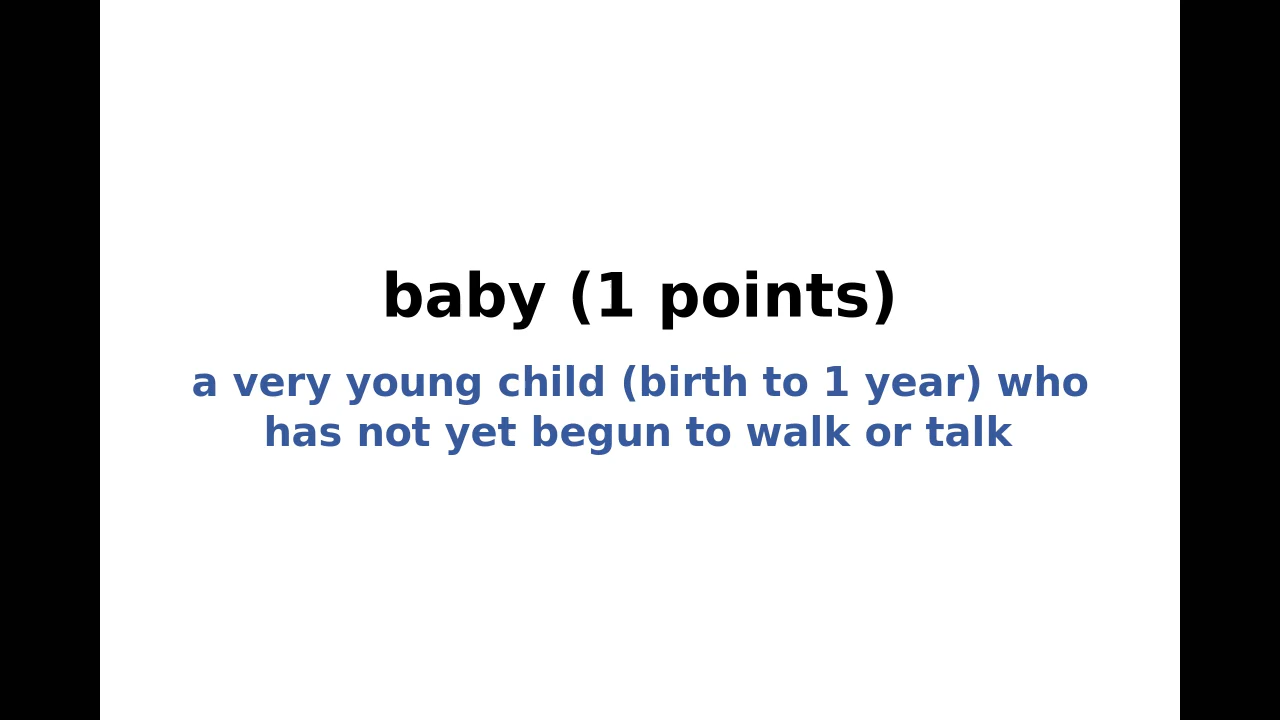 baby (1 points)
a very young child (birth to 1 year) who
has not yet begun to walk or talk